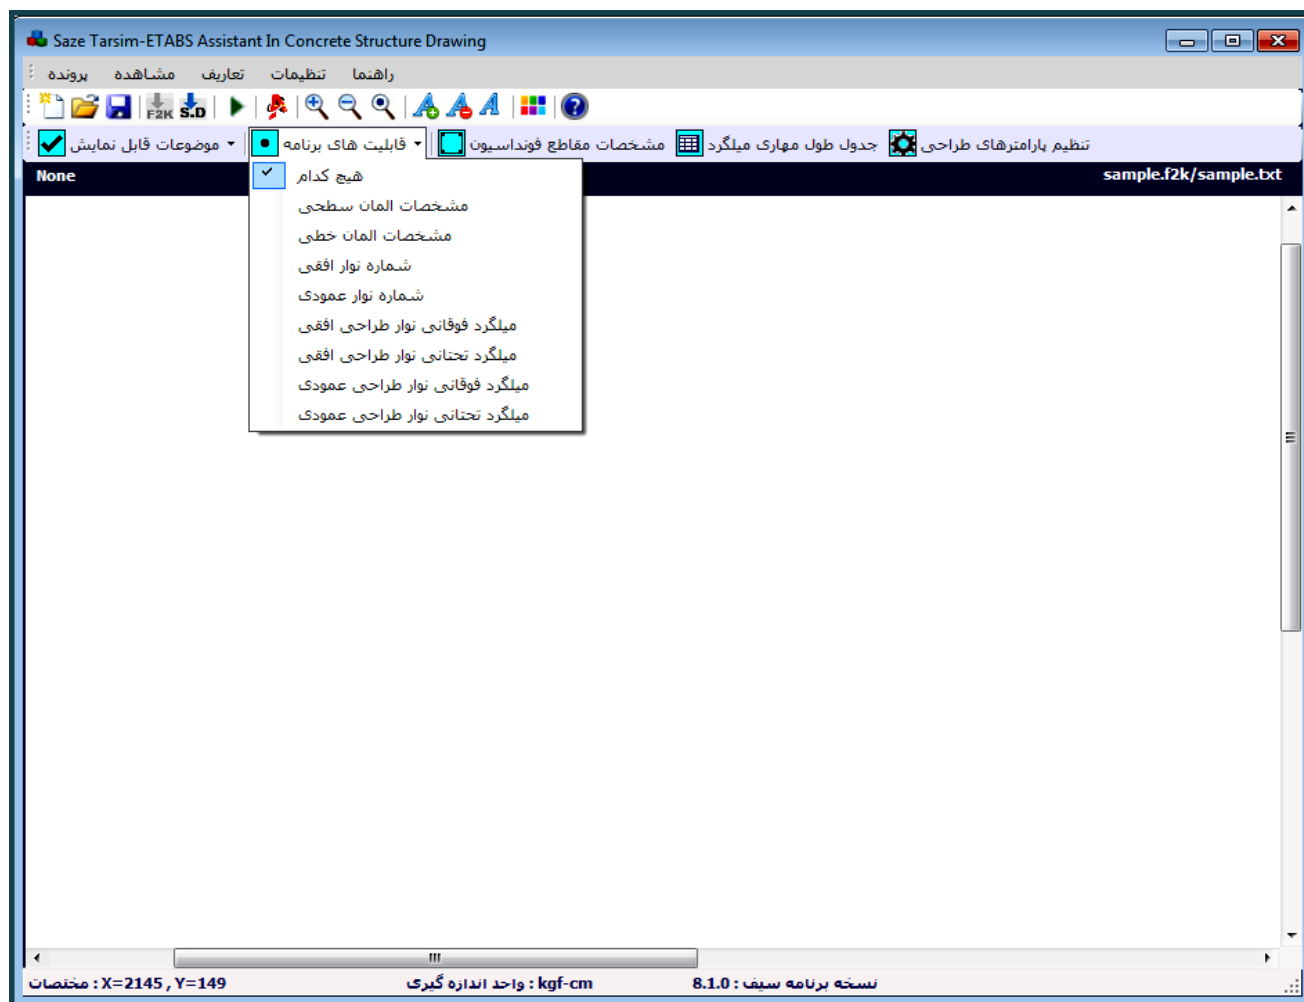 Saze Tarsim-ETABS Assistant In Concrete Structure Drawing
پرونده مشاهده تعاریف تنظیمات راهنما
F2K S.D
موضوعات قابل نمایش قابلیت های برنامه مشخصات مقاطع فونداسیون جدول طول مهاری میلگرد تنظیم پارامترهای طراحی
None sample.f2k/sample.txt
هیچ کدام
مشخصات المان سطحی
مشخصات المان خطی
شماره نوار افقی
شماره نوار عمودی
میلگرد فوقانی نوار طراحی افقی
میلگرد تحتانی نوار طراحی افقی
میلگرد فوقانی نوار طراحی عمودی
میلگرد تحتانی نوار طراحی عمودی
مختصات : X=2145 , Y=149 واحد اندازه گیری : kgf-cm نسخه برنامه سیف : 8.1.0